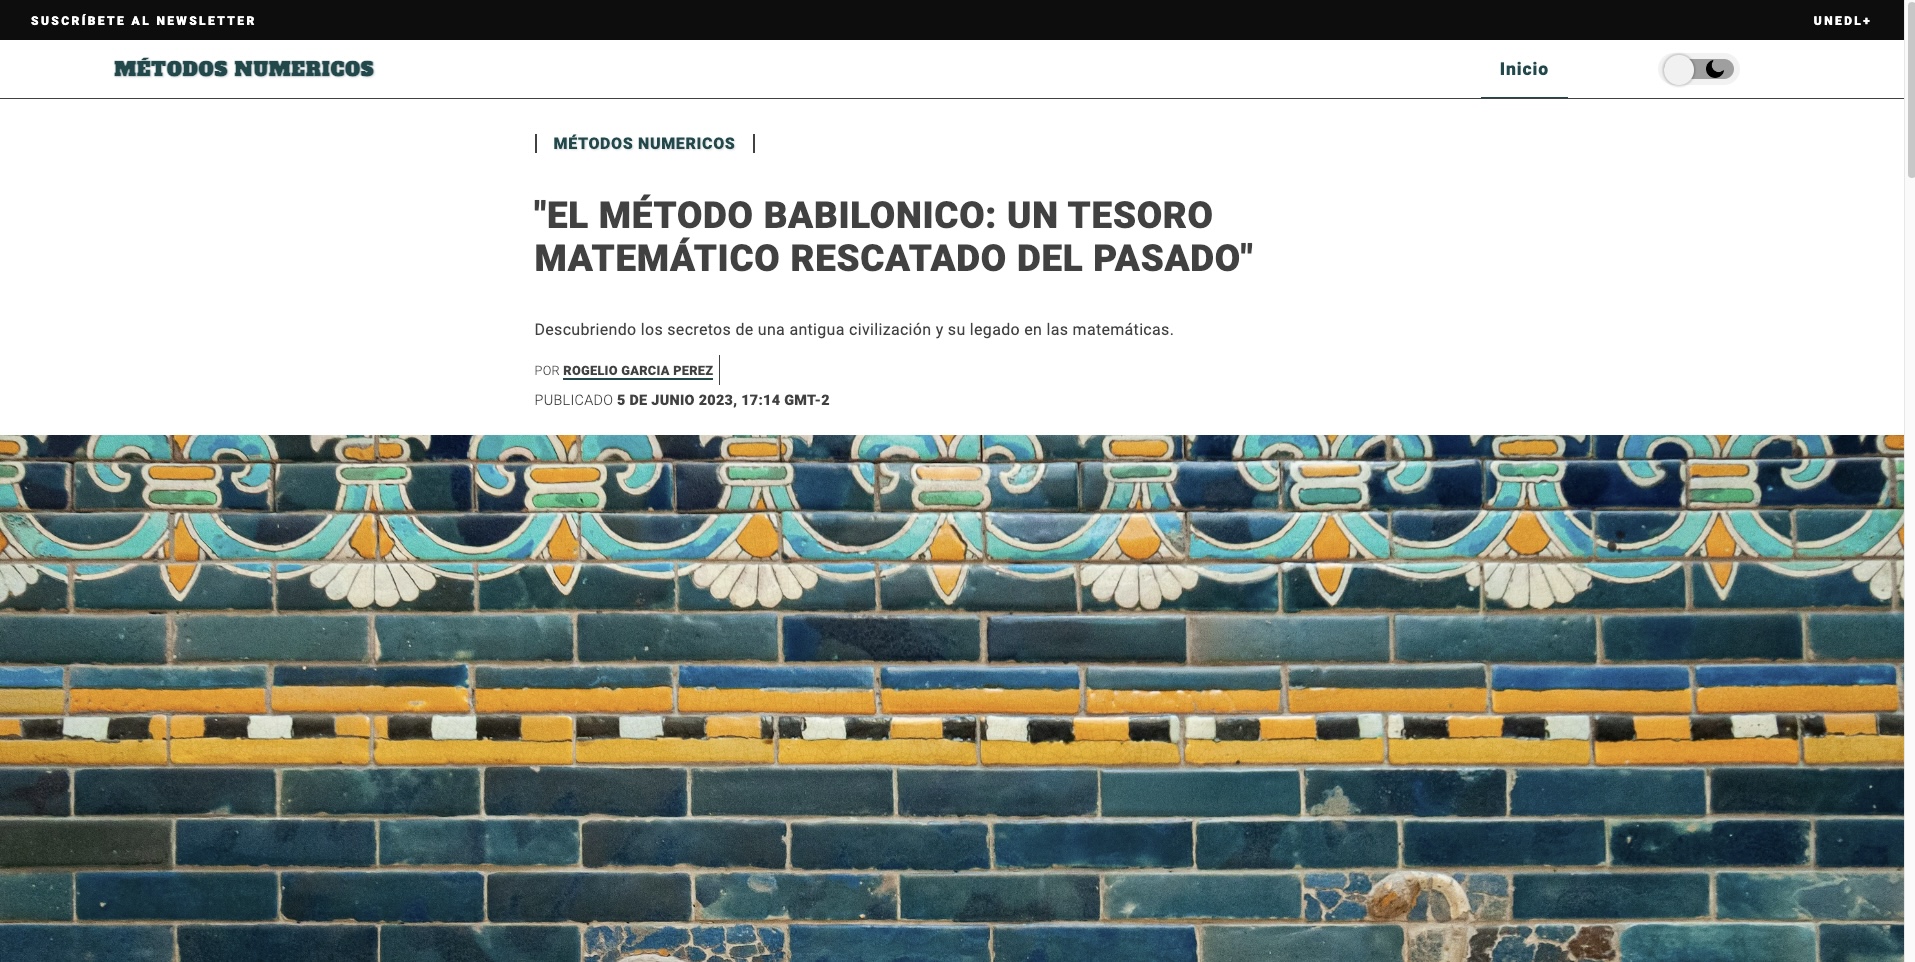 SUSCRÍBETE AL NEWSLETTER
UNEDL+
MÉTODOS NUMERICOS
Inicio
MÉTODOS NUMERICOS
"EL MÉTODO BABILONICO: UN TESORO
MATEMÁTICO RESCATADO DEL PASADO"
Descubriendo los secretos de una antigua civilización y su legado en las matemáticas.
POR ROGELIO GARCIA PEREZ
PUBLICADO 5 DE JUNIO 2023, 17:14 GMT-2